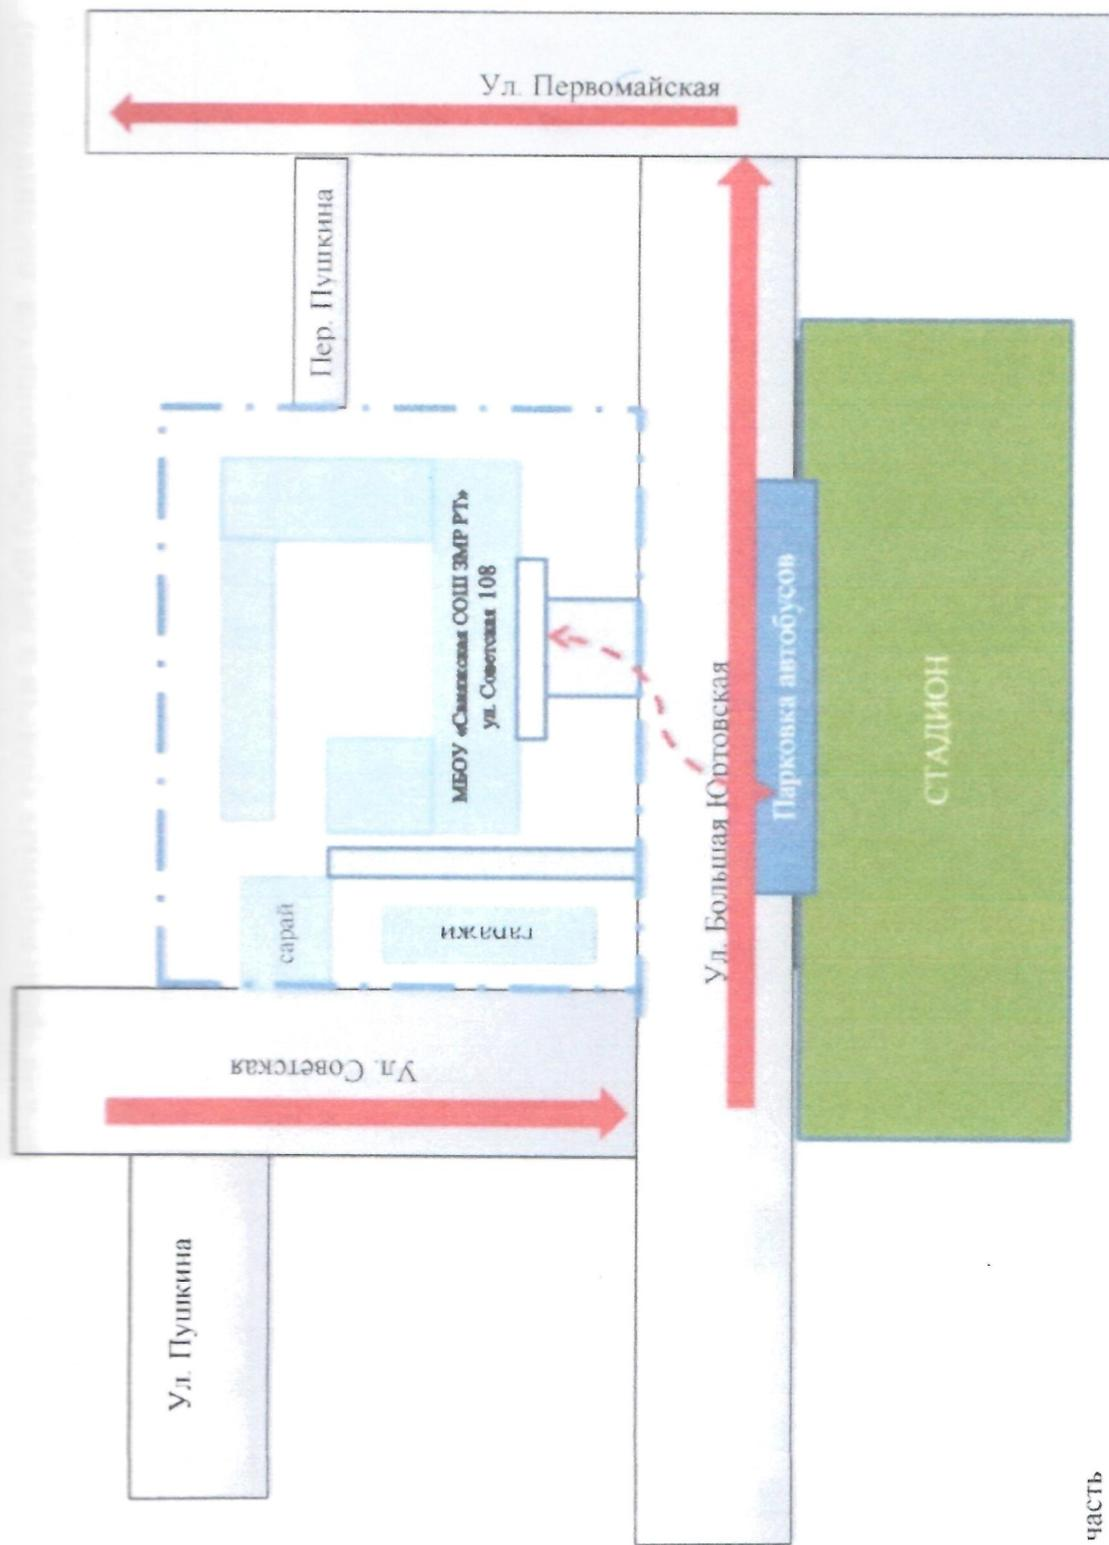 Ул. Первомайская
Пер. Пушкина
МБОУ «Савинская СОШ ЗМР РТ»
ул. Советская 108
сарай
гаражи
Ул. Советская
Ул. Пушкина
Ул. Большая Юртовская
Парковка автобусов
СТАДИОН
часть